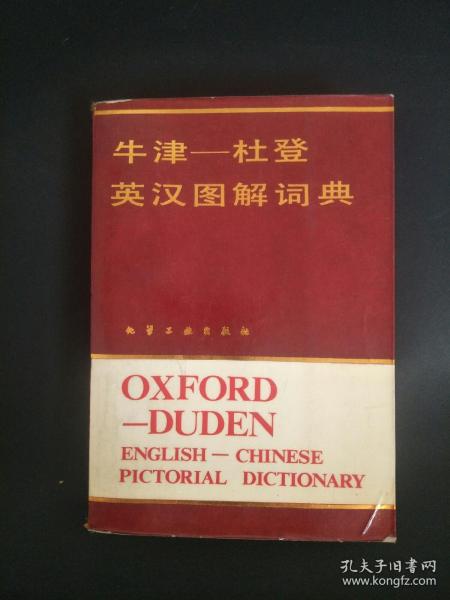 牛津—杜登
英汉图解词典
化学工业出版社
OXFORD
—DUDEN
ENGLISH — CHINESE
PICTORIAL DICTIONARY
孔夫子旧书网
www.kongfz.com